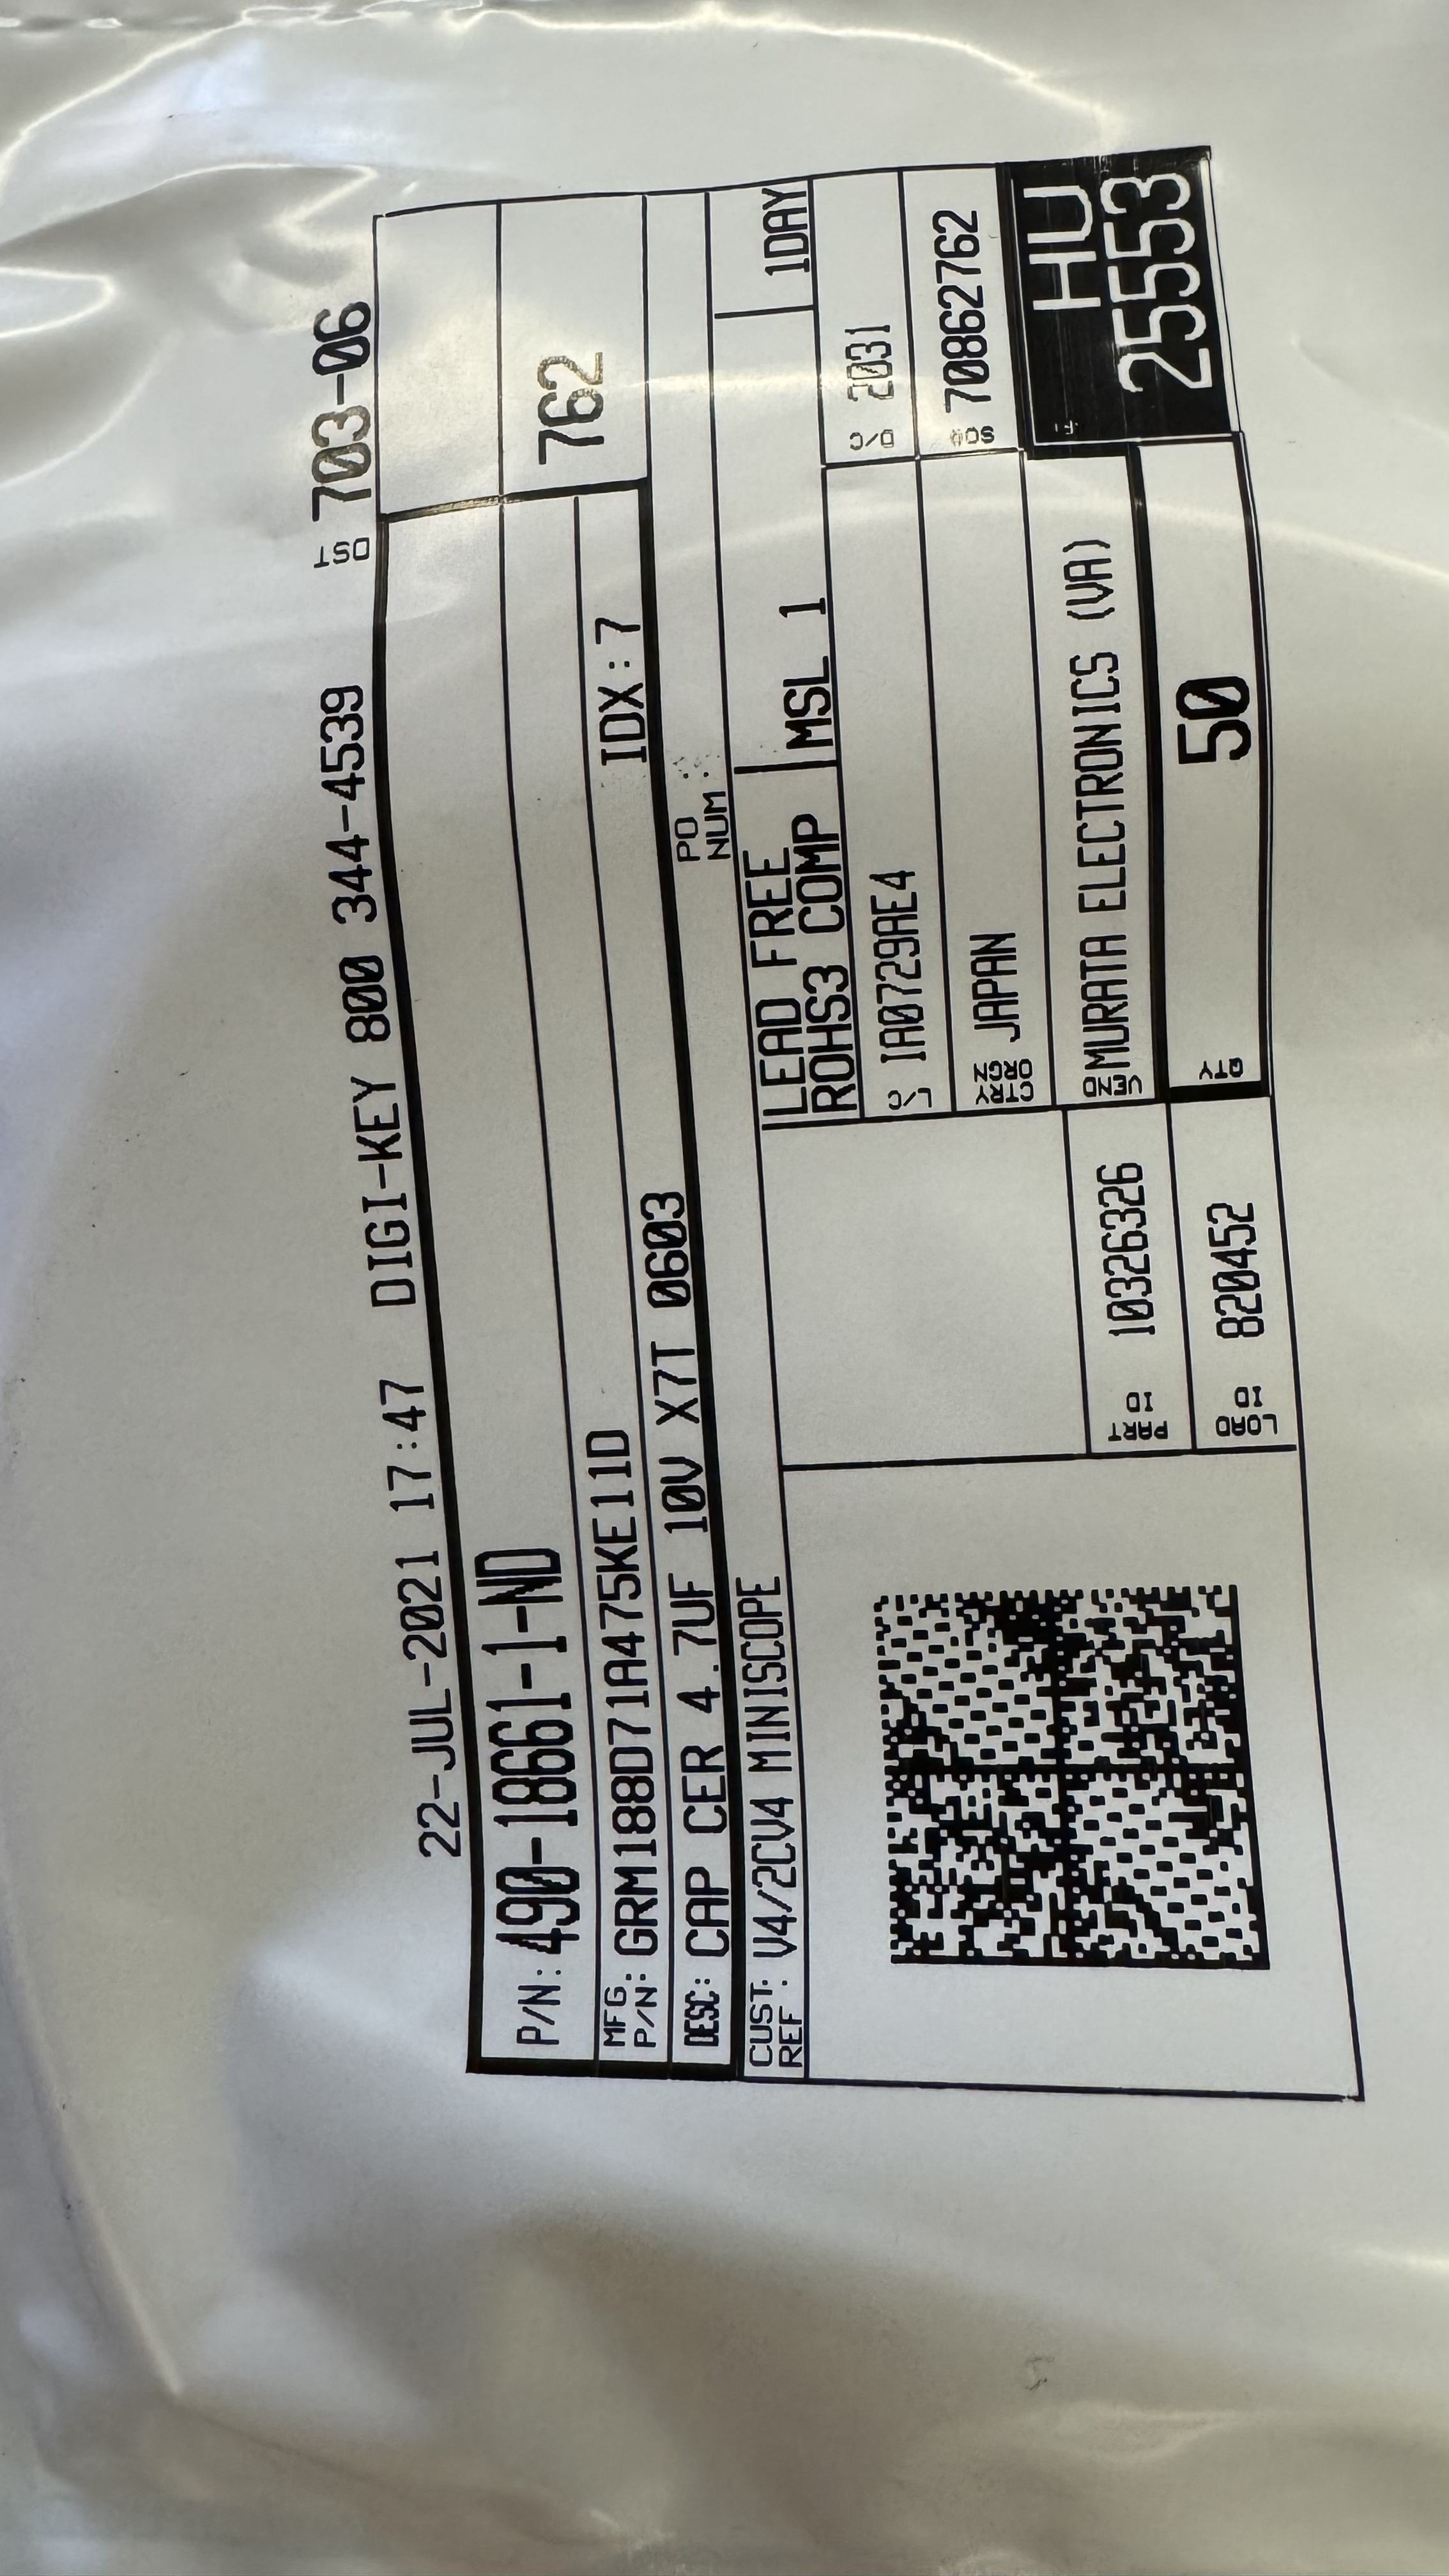 22-JUL-2021 17:47 DIGI-KEY 800 344-4539 DST 703-06
P/N: 490-18661-1-ND
762
MFG P/N: GRM188D71A475KE11D IDX:7
DESC: CAP CER 4.7UF 10V X7T 0603
CUST. REF. V4/2CV4 MINISCOPE PO NUM
LEAD FREE
ROHS3 COMP MSL 1 1DAY
L/C IA0729AE4 D/C 2031
CTRY ORGN JAPAN SO# 70862762
VEND MURATA ELECTRONICS (VA)
HU
25553
PART ID 10326326
QTY 50
LOAD ID 820452